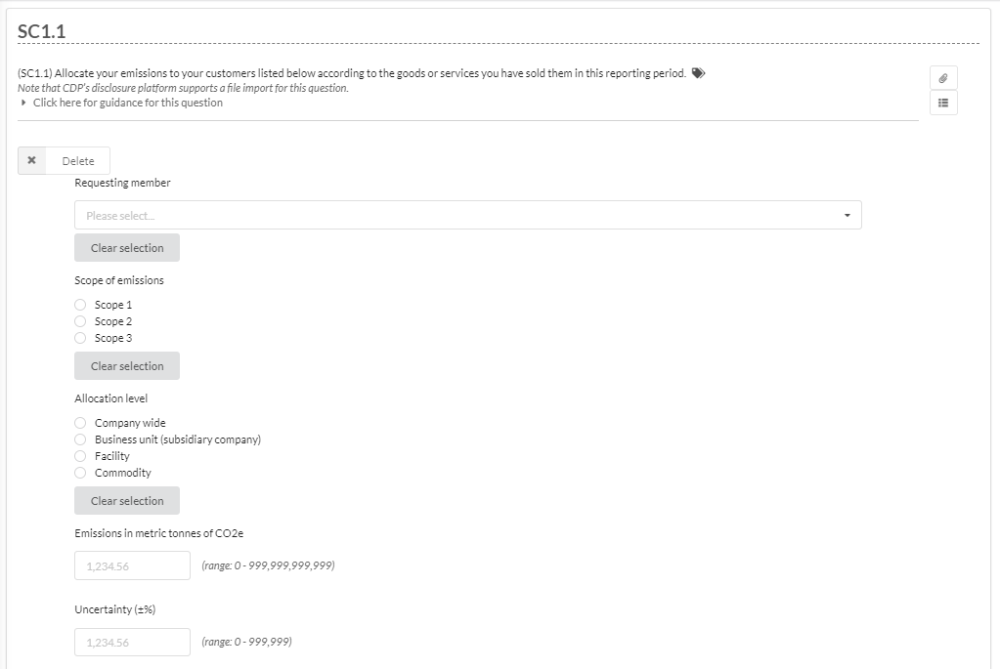 SC1.1
(SC1.1) Allocate your emissions to your customers listed below according to the goods or services you have sold them in this reporting period.
Note that CDP's disclosure platform supports a file import for this question.
Click here for guidance for this question
Delete
Requesting member
Please select...
Clear selection
Scope of emissions
Scope 1
Scope 2
Scope 3
Clear selection
Allocation level
Company wide
Business unit (subsidiary company)
Facility
Commodity
Clear selection
Emissions in metric tonnes of CO2e
1,234.56 (range: 0 - 999,999,999,999)
Uncertainty (±%)
1,234.56 (range: 0 - 999,999)